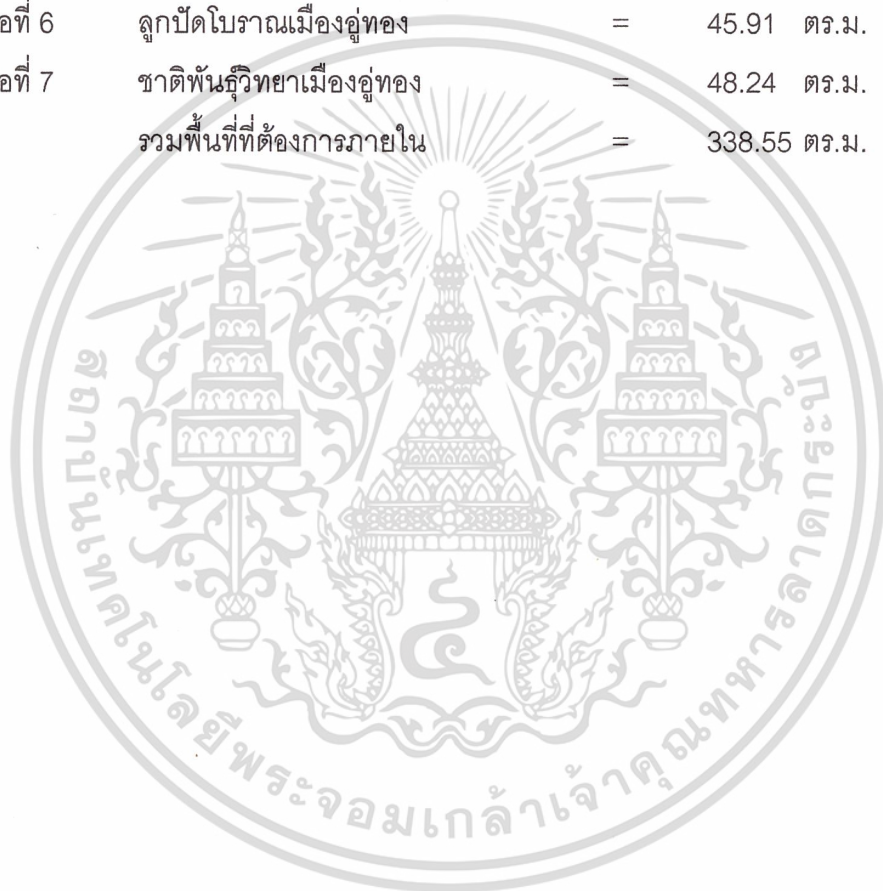 อที่ 6 ลูกปัดโบราณเมืองอู่ทอง = 45.91 ตร.ม.
อที่ 7 ชาติพันธุ์วิทยาเมืองอู่ทอง = 48.24 ตร.ม.
รวมพื้นที่ที่ต้องการภายใน = 338.55 ตร.ม.
สถาบันเทคโนโลยีพระจอมเกล้าเจ้าคุณทหารลาดกระบัง